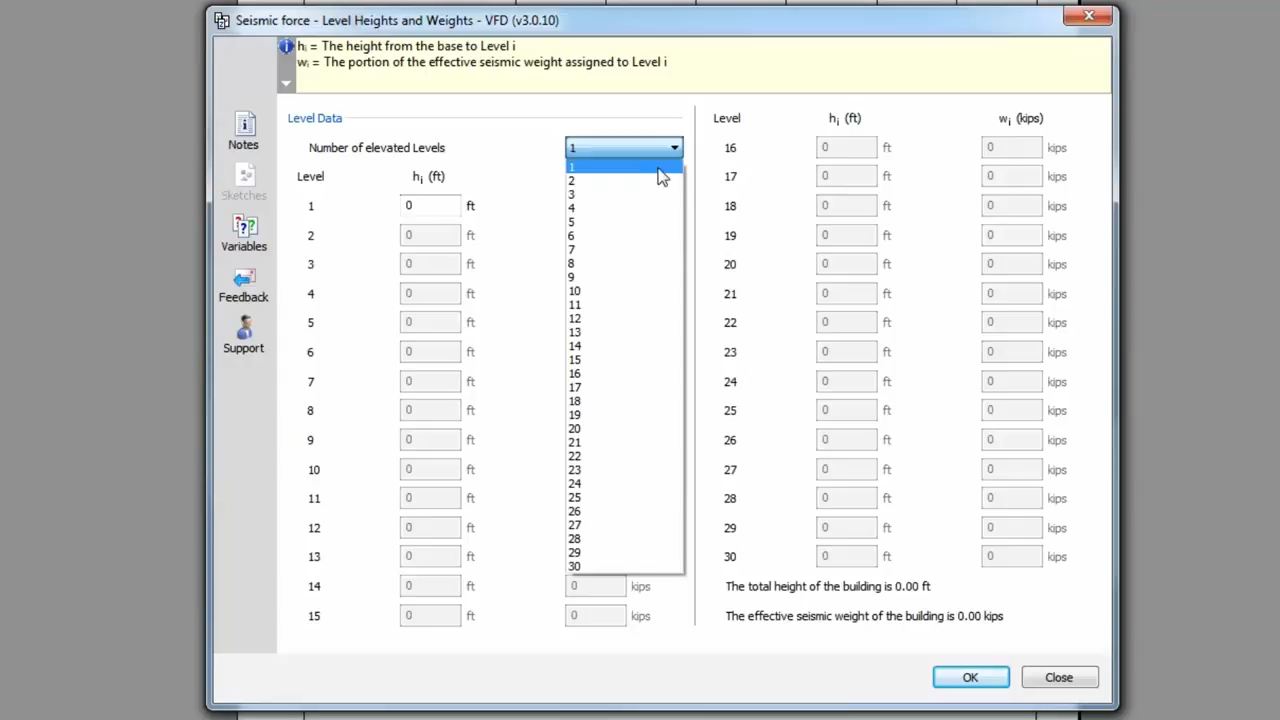 Seismic force - Level Heights and Weights - VFD (v3.0.10)
hi = The height from the base to Level i
wi = The portion of the effective seismic weight assigned to Level i
Notes
Sketches
Variables
Feedback
Support
Level Data
Number of elevated Levels 1
Level hi (ft)
1 0 ft
2 0 ft
3 0 ft
4 0 ft
5 0 ft
6 0 ft
7 0 ft
8 0 ft
9 0 ft
10 0 ft
11 0 ft
12 0 ft
13 0 ft
14 0 ft 0 kips
15 0 ft 0 kips
1
2
3
4
5
6
7
8
9
10
11
12
13
14
15
16
17
18
19
20
21
22
23
24
25
26
27
28
29
30
Level hi (ft) wi (kips)
16 0 ft 0 kips
17 0 ft 0 kips
18 0 ft 0 kips
19 0 ft 0 kips
20 0 ft 0 kips
21 0 ft 0 kips
22 0 ft 0 kips
23 0 ft 0 kips
24 0 ft 0 kips
25 0 ft 0 kips
26 0 ft 0 kips
27 0 ft 0 kips
28 0 ft 0 kips
29 0 ft 0 kips
30 0 ft 0 kips
The total height of the building is 0.00 ft
The effective seismic weight of the building is 0.00 kips
OK Close